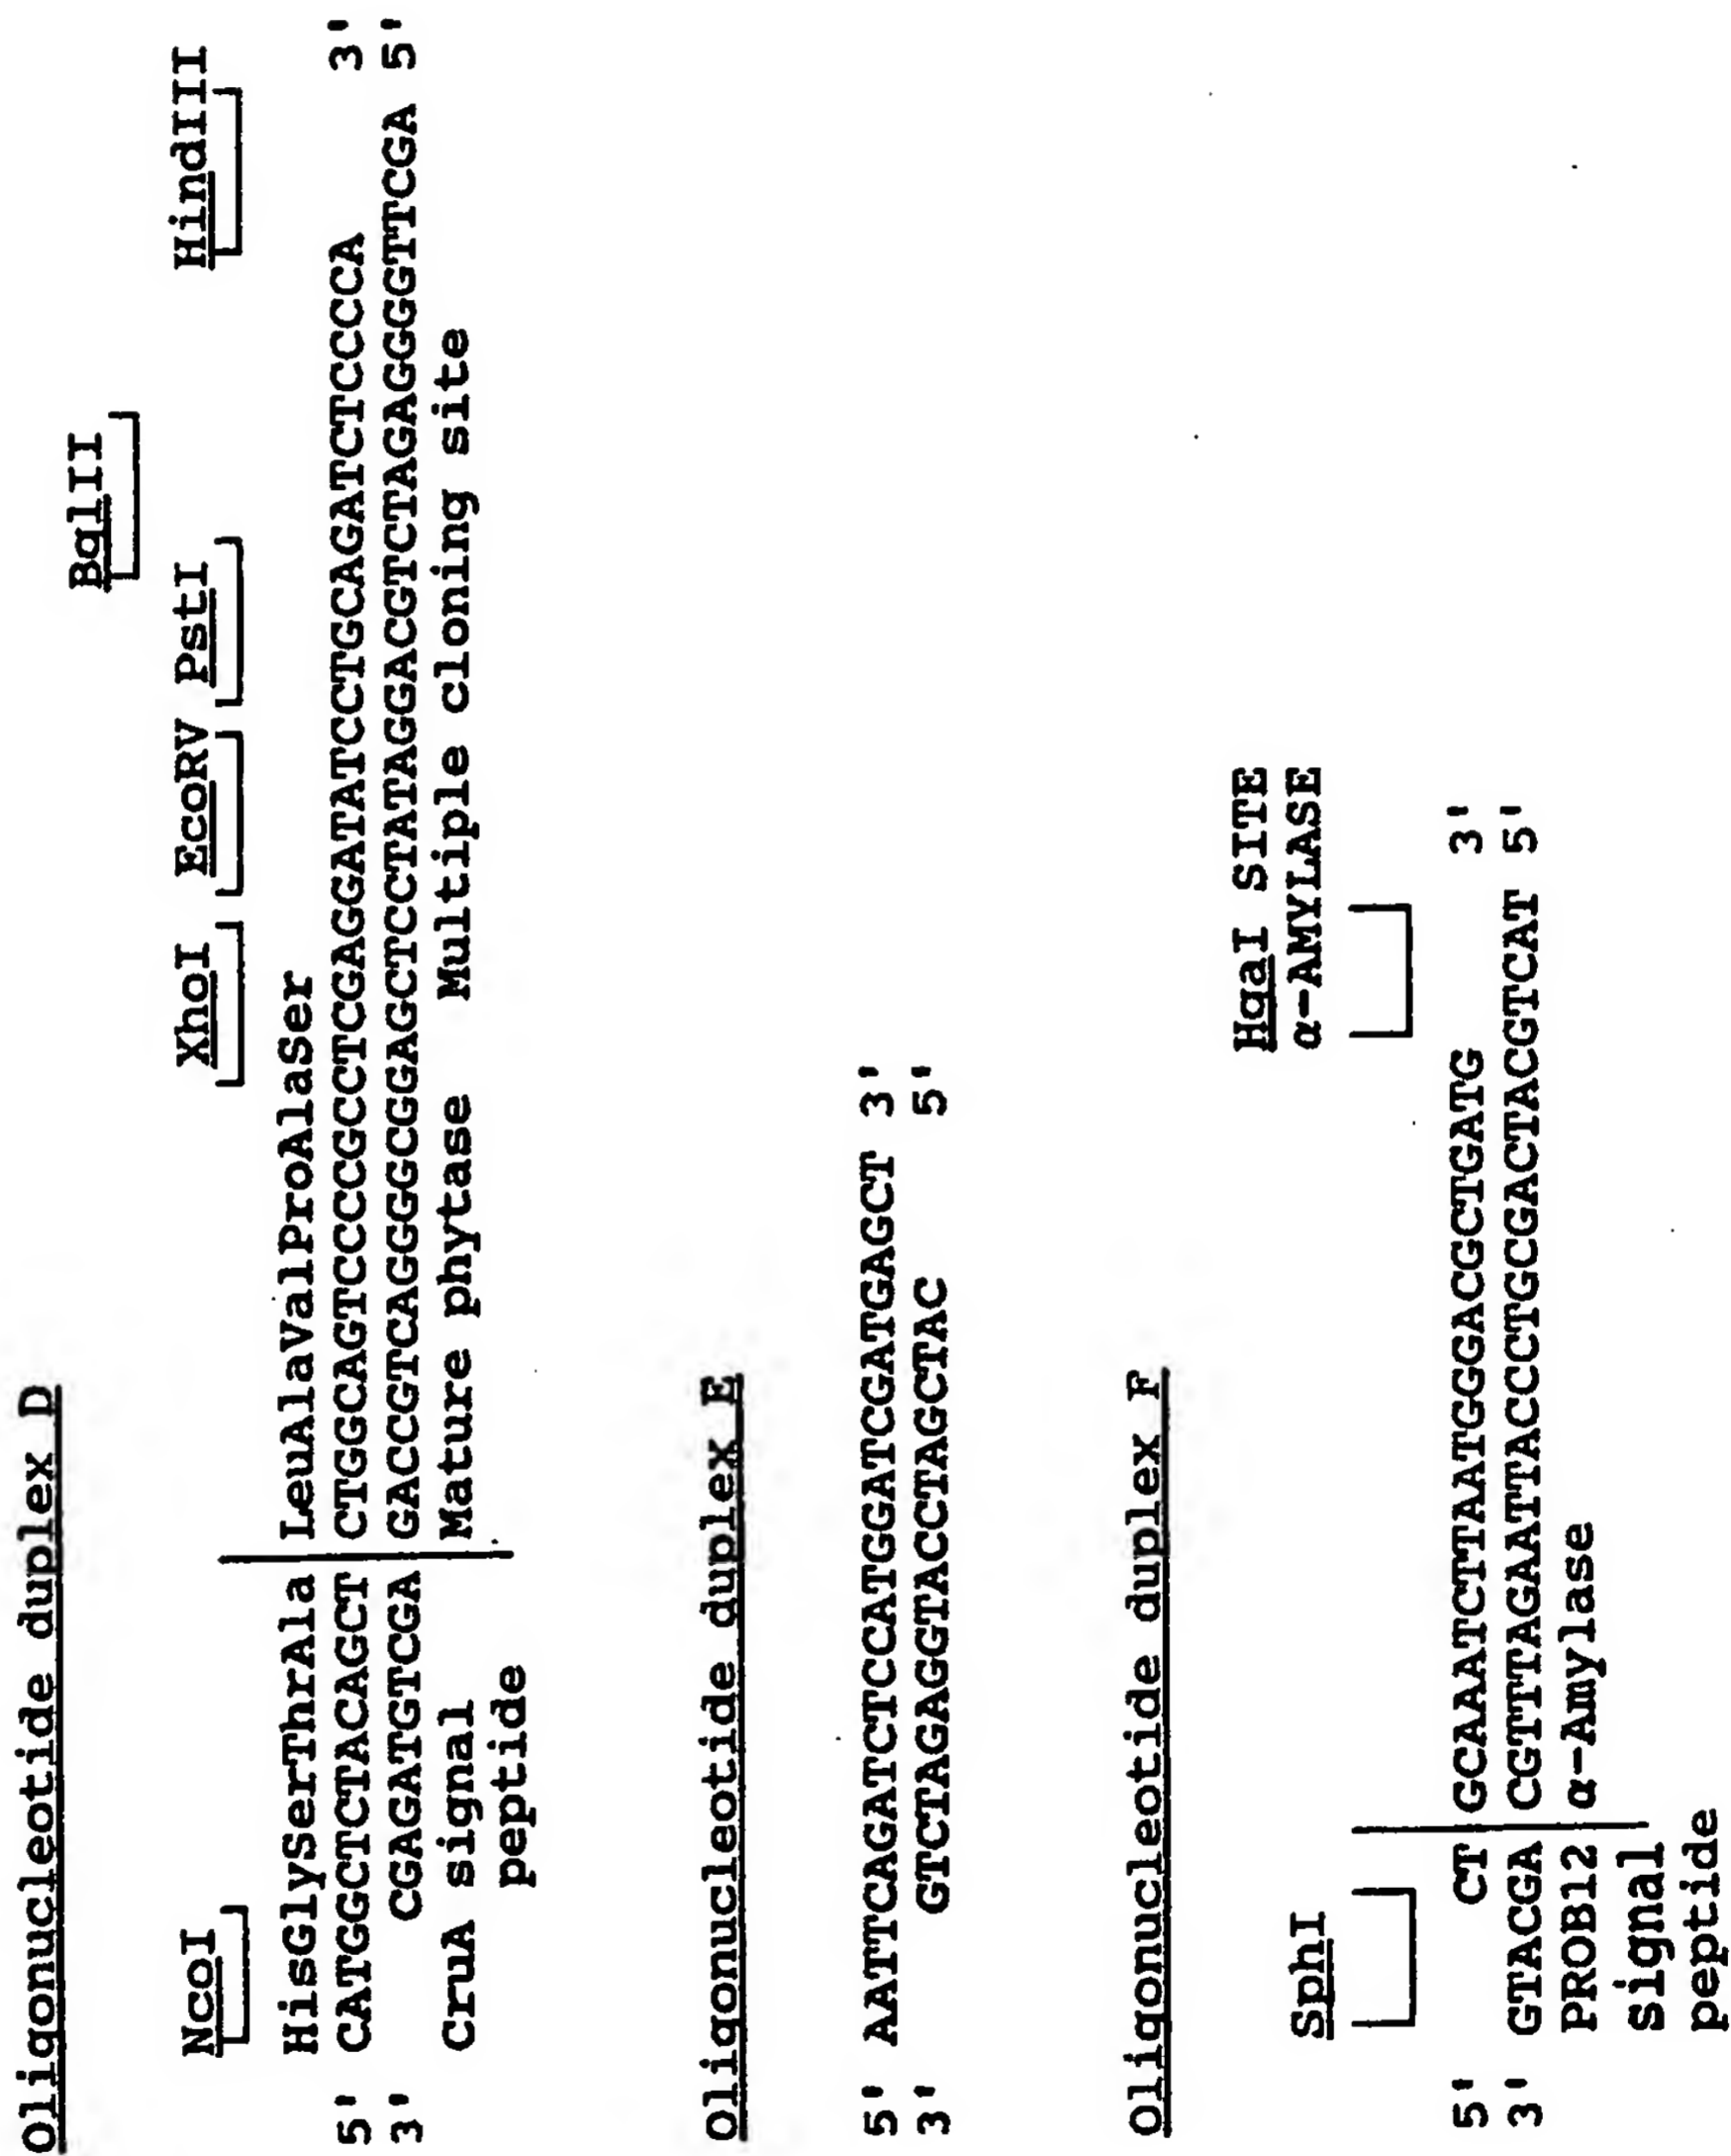 Oligonucleotide duplex D
BglII
NcoI XhoI EcoRV PstI HindIII
HisGlySerThrAla LeuAlaValProAlaSer
5' CATGGCTCTACAGCT CTGGCAGTCCCCGCCTCGAGGATATCCTGCAGATCTCCCCA 3'
3' CGAGATGTCGA GACCGTCAGGGGCGGAGCTCCTATAGGACGTCTAGAGGGGTTCGA 5'
CruA signal Mature phytase Multiple cloning site
peptide
Oligonucleotide duplex E
5' AATTCAGATCTCCATGGATCGATGAGCT 3'
3' GTCTAGAGGTACCTAGCTAC 5'
Oligonucleotide duplex F
HgaI SITE
SphI α-AMYLASE
5' CT GCAAATCTTAATGGGACGCTGATG 3'
3' GTACGA CGTTTAGAATTACCCTGCGACTACGTCAT 5'
PROB12 α-Amylase
signal
peptide